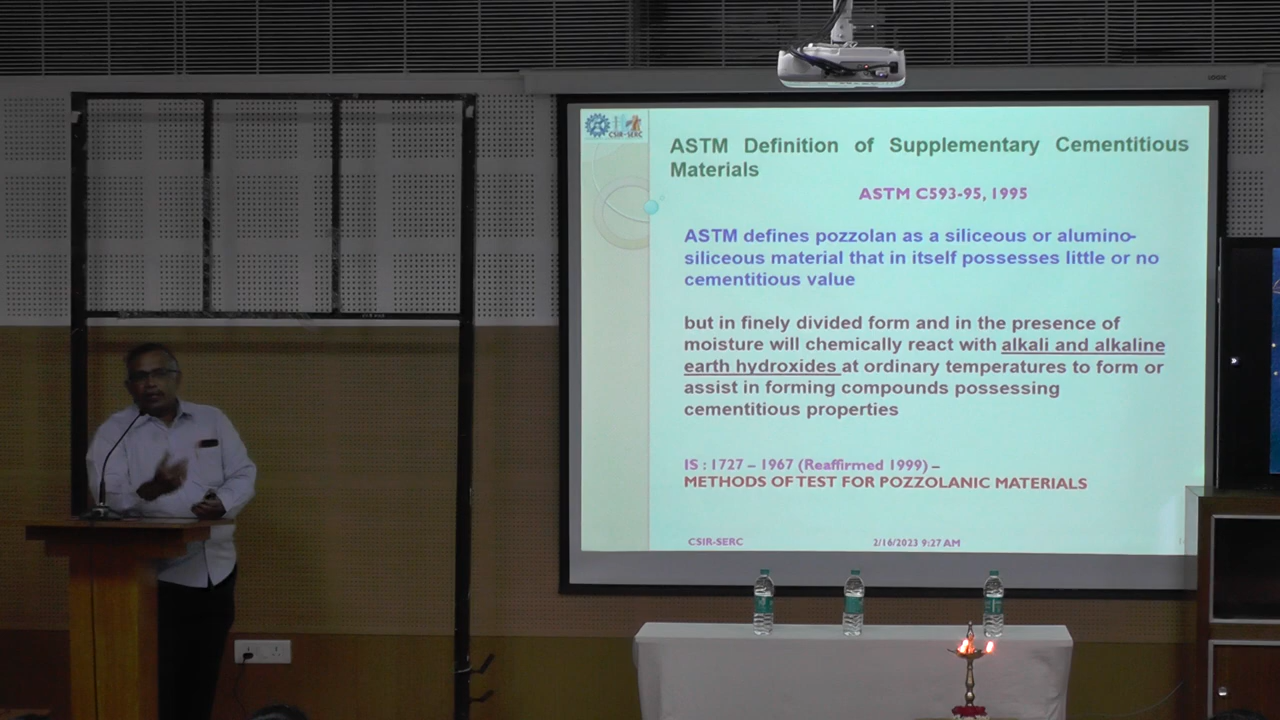 LOGIC
CSIR-SERC
ASTM Definition of Supplementary Cementitious
Materials
ASTM C593-95, 1995
ASTM defines pozzolan as a siliceous or alumino-
siliceous material that in itself possesses little or no
cementitious value
but in finely divided form and in the presence of
moisture will chemically react with alkali and alkaline
earth hydroxides at ordinary temperatures to form or
assist in forming compounds possessing
cementitious properties
IS : 1727 – 1967 (Reaffirmed 1999) –
METHODS OF TEST FOR POZZOLANIC MATERIALS
CSIR-SERC 2/16/2023 9:27 AM